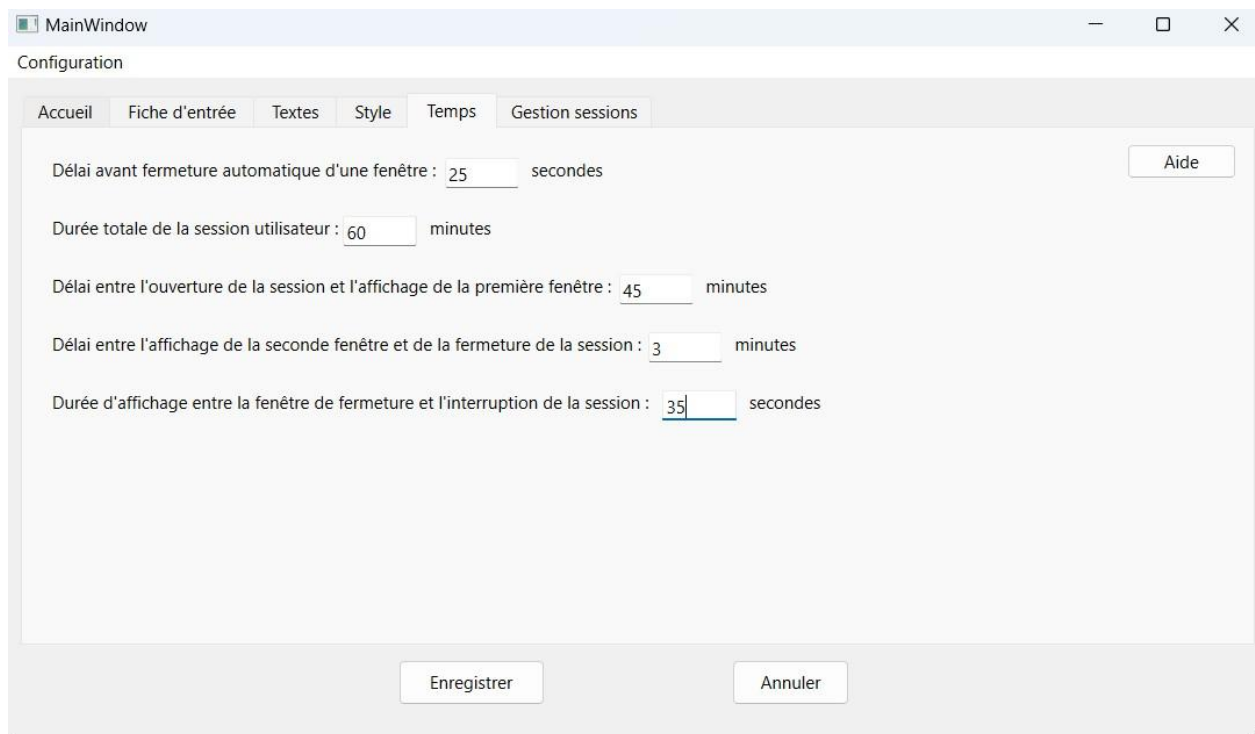 MainWindow
Configuration
Accueil Fiche d'entrée Textes Style Temps Gestion sessions
Aide
Délai avant fermeture automatique d'une fenêtre : 25 secondes
Durée totale de la session utilisateur : 60 minutes
Délai entre l'ouverture de la session et l'affichage de la première fenêtre : 45 minutes
Délai entre l'affichage de la seconde fenêtre et de la fermeture de la session : 3 minutes
Durée d'affichage entre la fenêtre de fermeture et l'interruption de la session : 35 secondes
Enregistrer Annuler